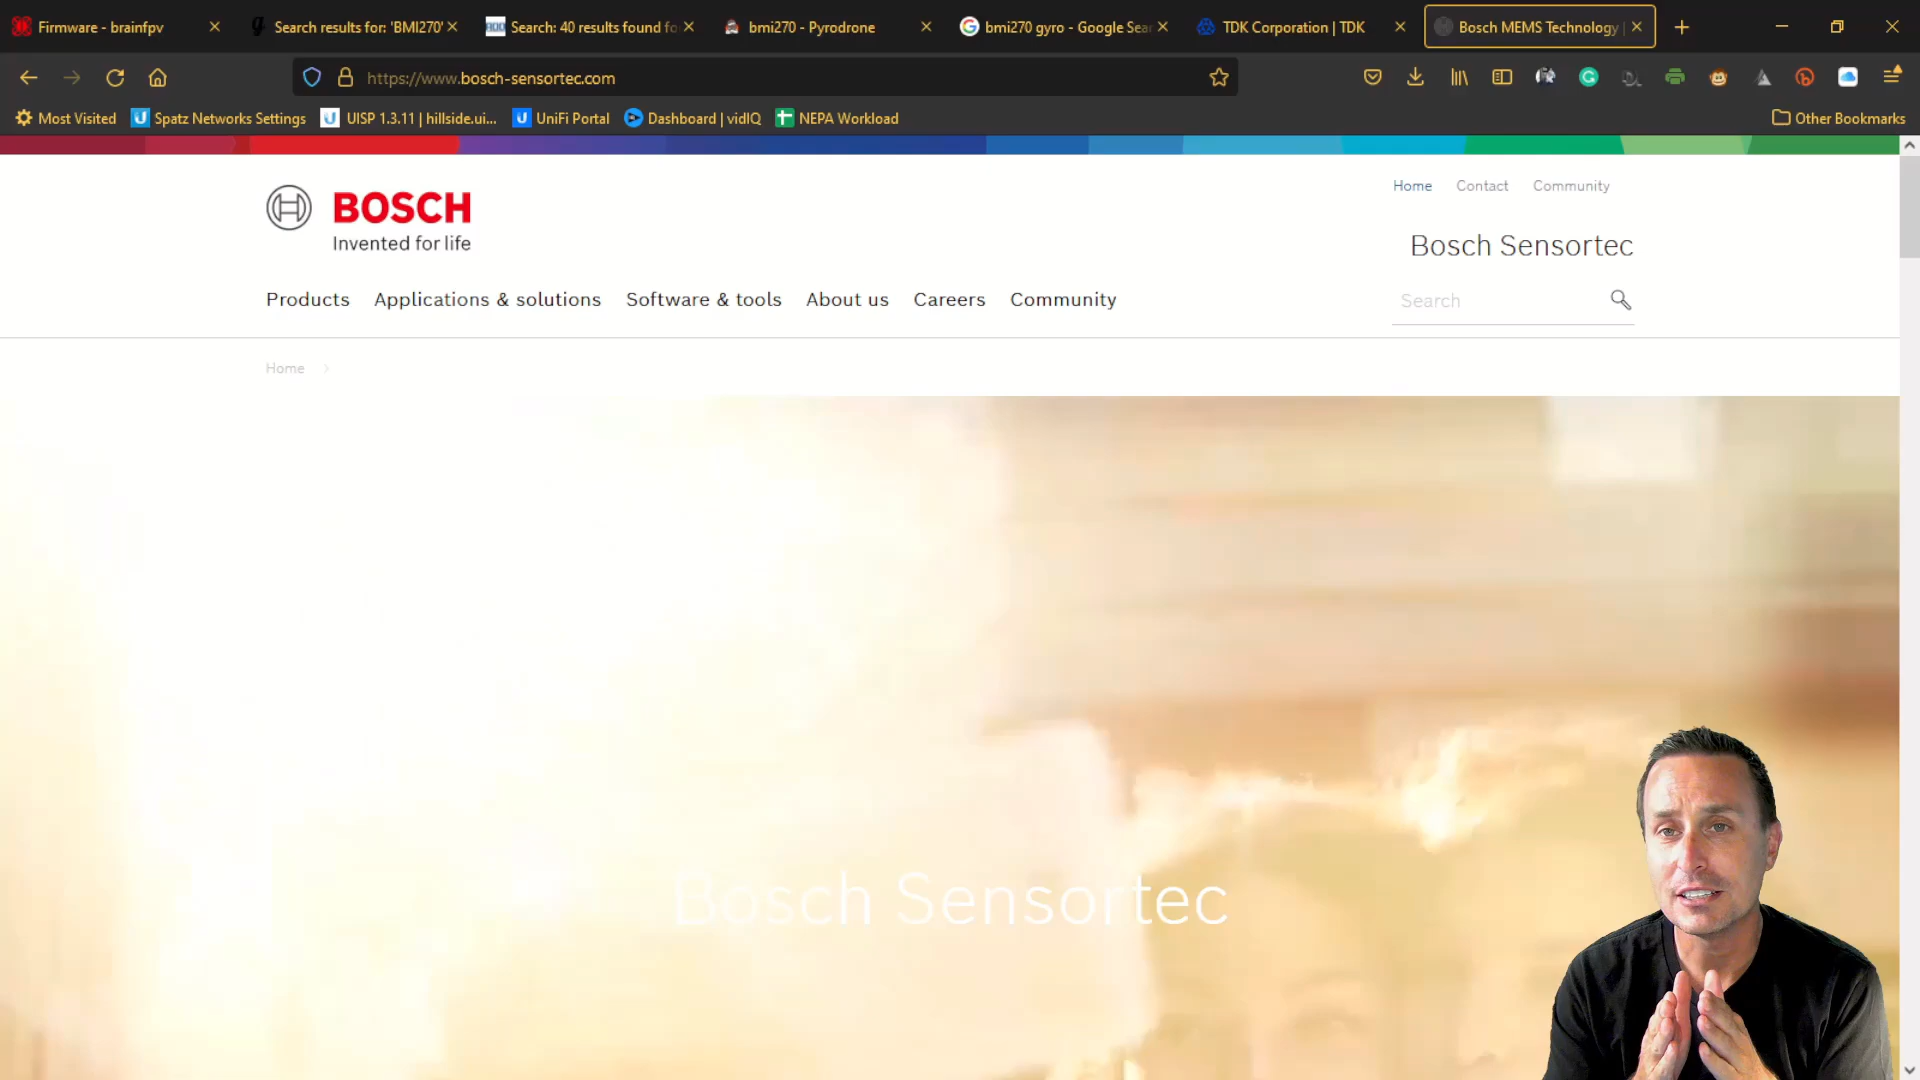 Firmware - brainfpv
Search results for: 'BMI270'
Search: 40 results found fo
bmi270 - Pyrodrone
bmi270 gyro - Google Sea
TDK Corporation | TDK
Bosch MEMS Technology |
https://www.bosch-sensortec.com
Most Visited
Spatz Networks Settings
UISP 1.3.11 | hillside.ui...
UniFi Portal
Dashboard | vidIQ
NEPA Workload
Other Bookmarks
BOSCH
Invented for life
Home Contact Community
Bosch Sensortec
Products Applications & solutions Software & tools About us Careers Community
Search
Home
Bosch Sensortec